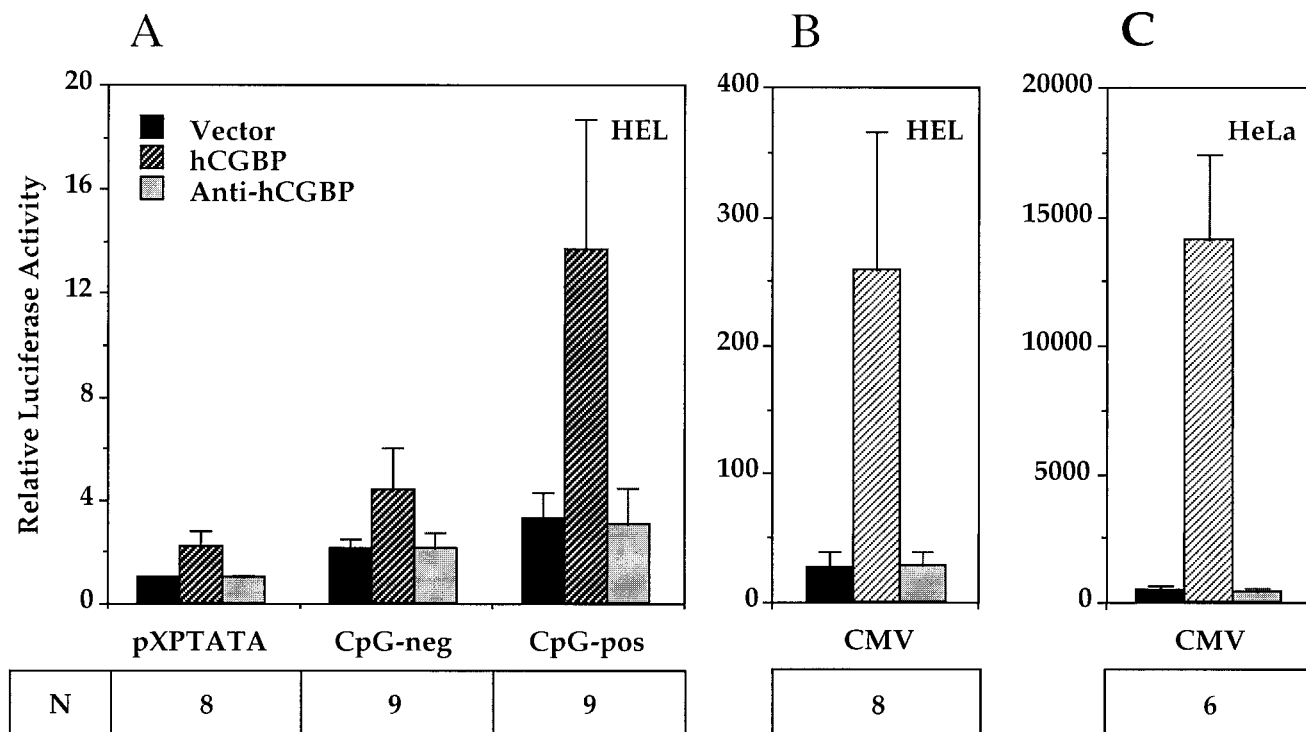 A
B
C
20
16
12
8
4
0
Relative Luciferase Activity
Vector
hCGBP
Anti-hCGBP
HEL
pXPTATA CpG-neg CpG-pos
400
300
200
100
0
HEL
CMV
20000
15000
10000
5000
0
HeLa
CMV
N 8 9 9 8 6